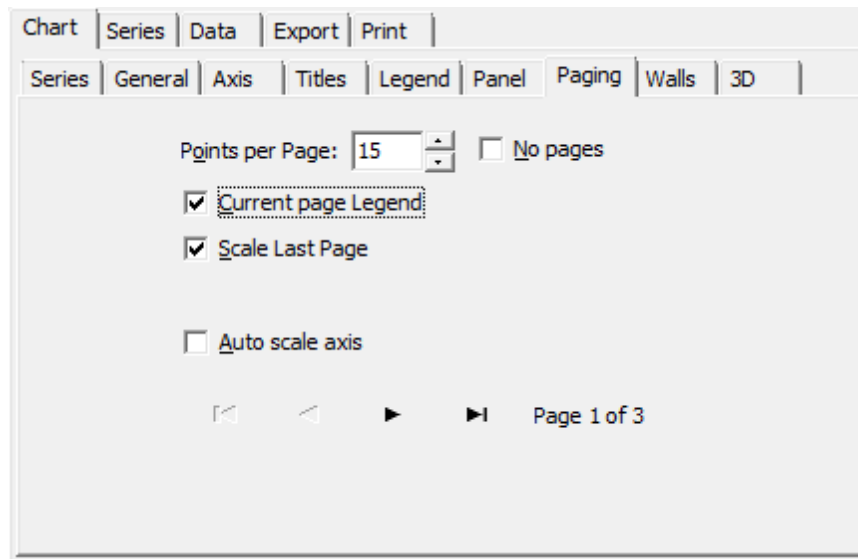 Chart Series Data Export Print
Series General Axis Titles Legend Panel Paging Walls 3D
Points per Page: 15 No pages
Current page Legend
Scale Last Page
Auto scale axis
Page 1 of 3